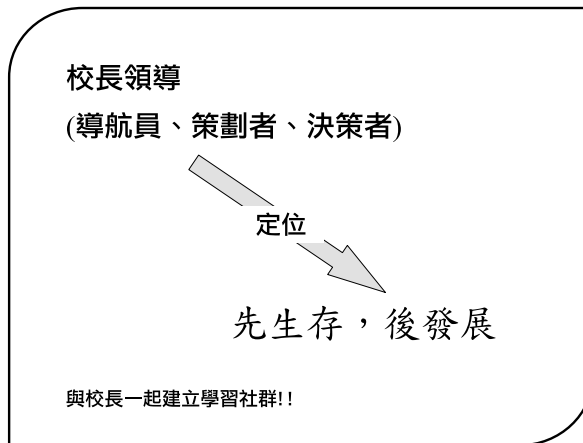 校長領導
(導航員、策劃者、決策者)
定位
先生存，後發展
與校長一起建立學習社群!!